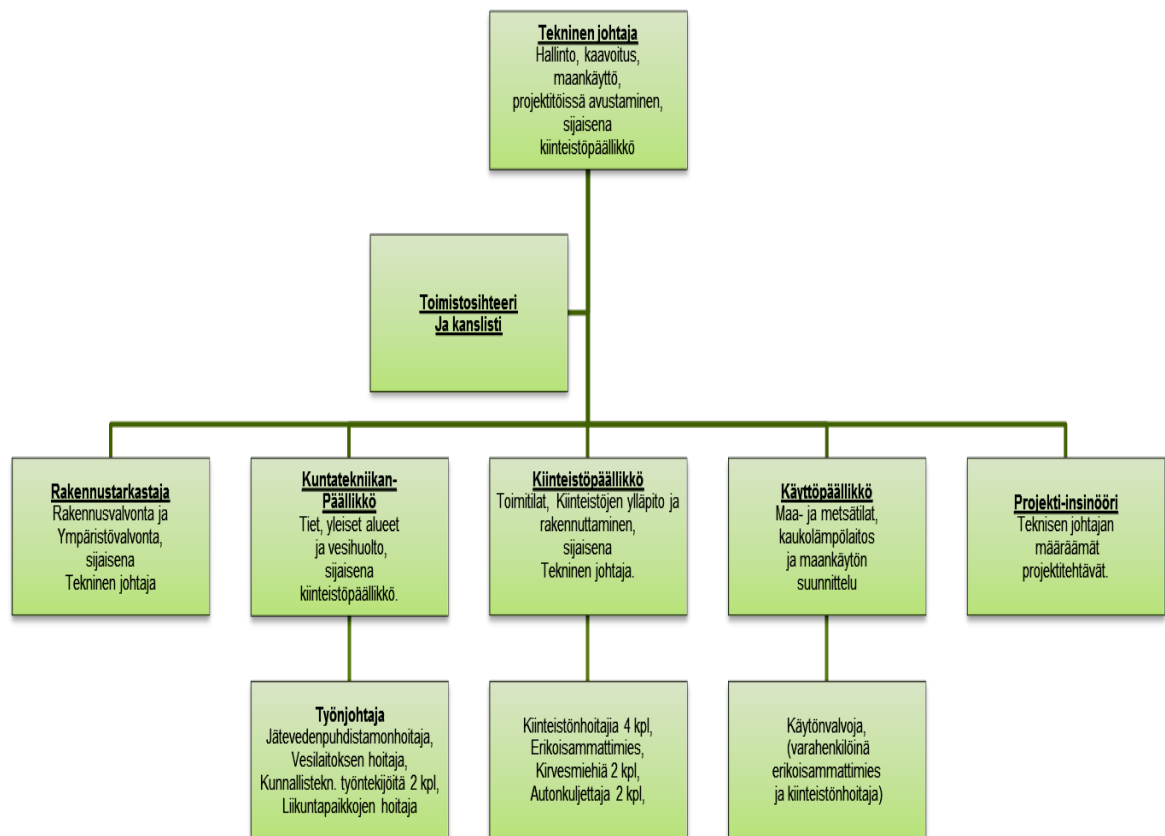 Tekninen johtaja
Hallinto, kaavoitus,
maankäyttö,
projektitöissä avustaminen,
sijaisena
kiinteistöpäällikkö
Toimistosihteeri
Ja kanslisti
Rakennustarkastaja
Rakennusvalvonta ja
Ympäristövalvonta,
sijaisena
Tekninen johtaja
Kuntatekniikan-
Päällikkö
Tiet, yleiset alueet
ja vesihuolto,
sijaisena
kiinteistöpäällikkö.
Kiinteistöpäällikkö
Toimitilat, Kiinteistöjen ylläpito ja
rakennuttaminen,
sijaisena
Tekninen johtaja.
Käyttöpäällikkö
Maa- ja metsätilat,
kaukolämpölaitos
ja maankäytön
suunnittelu
Projekti-insinööri
Teknisen johtajan
määräämät
projektitehtävät.
Työnjohtaja
Jätevedenpuhdistamonhoitaja,
Vesilaitoksen hoitaja,
Kunnallistekn. työntekijöitä 2 kpl,
Liikuntapaikkojen hoitaja
Kiinteistönhoitajia 4 kpl,
Erikoisammattimies,
Kirvesmiehiä 2 kpl,
Autonkuljettaja 2 kpl,
Käytönvalvoja,
(varahenkilöinä
erikoisammattimies
ja kiinteistönhoitaja)